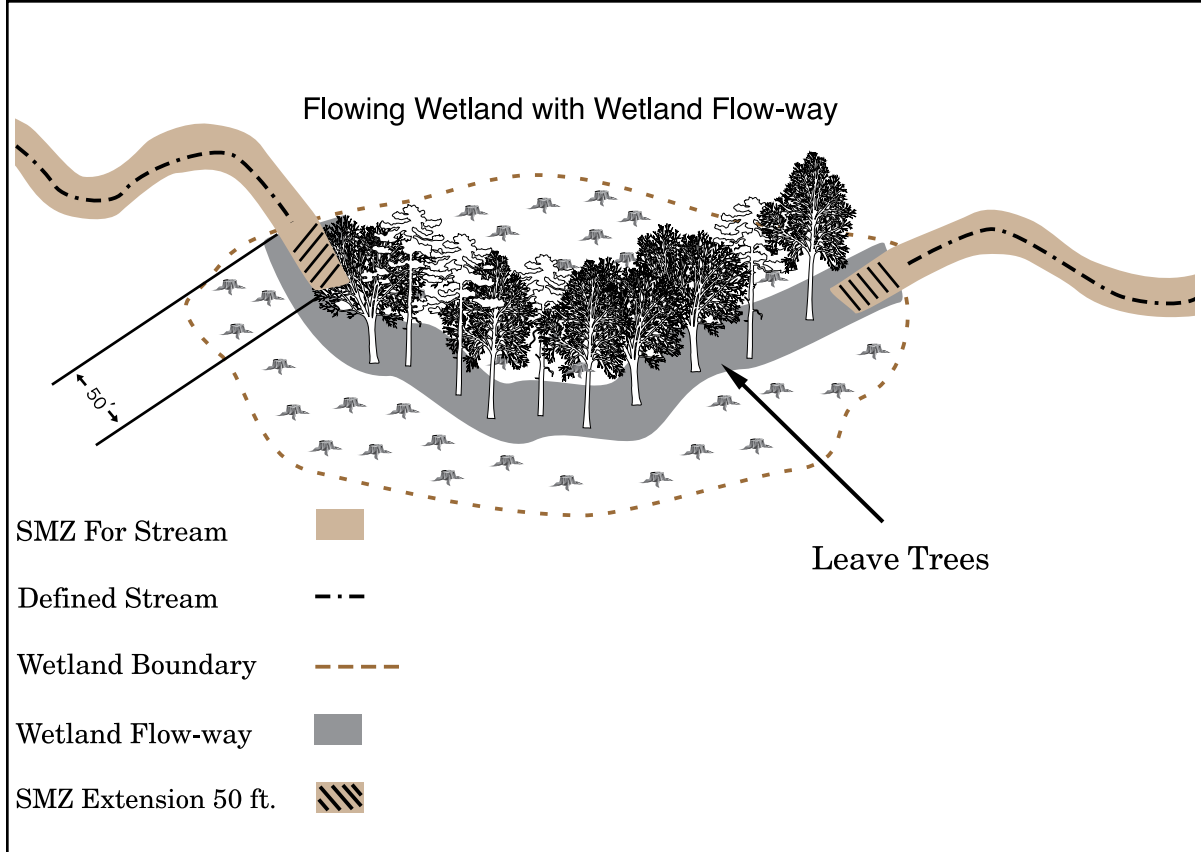 Flowing Wetland with Wetland Flow-way
50′
SMZ For Stream
Defined Stream
Leave Trees
Wetland Boundary
Wetland Flow-way
SMZ Extension 50 ft.